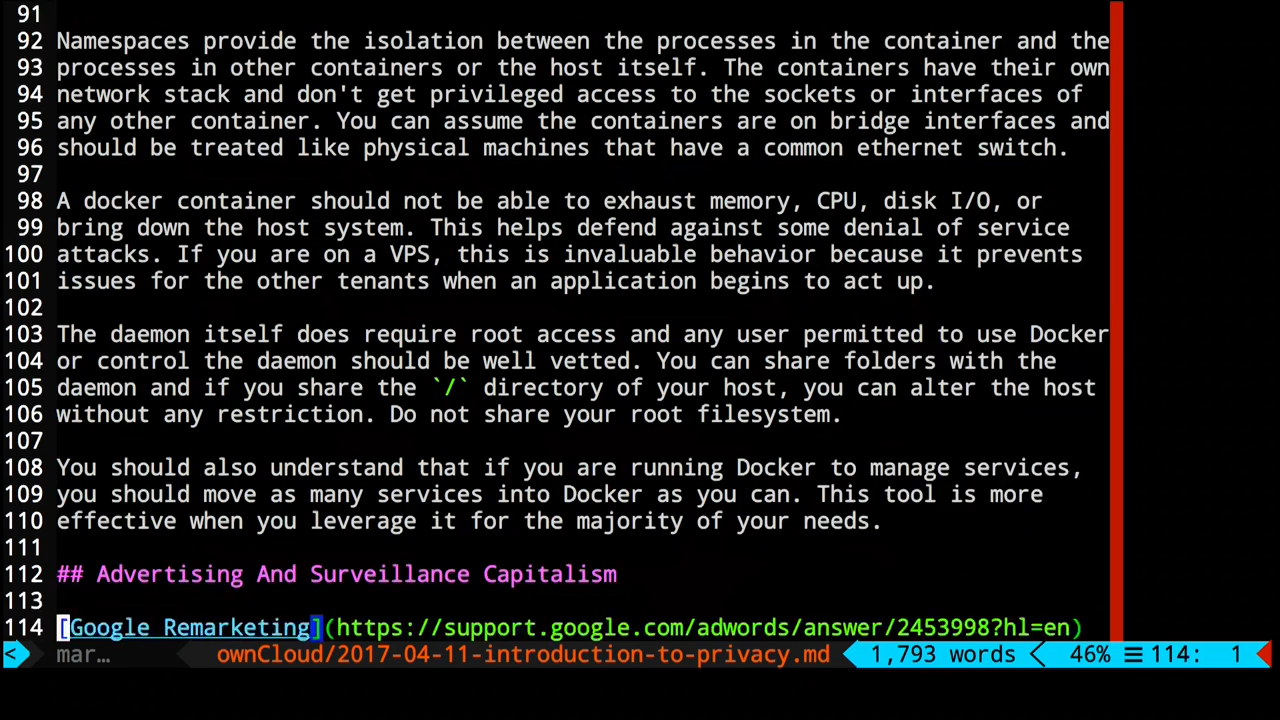 91
92 Namespaces provide the isolation between the processes in the container and the
93 processes in other containers or the host itself. The containers have their own
94 network stack and don't get privileged access to the sockets or interfaces of
95 any other container. You can assume the containers are on bridge interfaces and
96 should be treated like physical machines that have a common ethernet switch.
97
98 A docker container should not be able to exhaust memory, CPU, disk I/O, or
99 bring down the host system. This helps defend against some denial of service
100 attacks. If you are on a VPS, this is invaluable behavior because it prevents
101 issues for the other tenants when an application begins to act up.
102
103 The daemon itself does require root access and any user permitted to use Docker
104 or control the daemon should be well vetted. You can share folders with the
105 daemon and if you share the `/` directory of your host, you can alter the host
106 without any restriction. Do not share your root filesystem.
107
108 You should also understand that if you are running Docker to manage services,
109 you should move as many services into Docker as you can. This tool is more
110 effective when you leverage it for the majority of your needs.
111
112 ## Advertising And Surveillance Capitalism
113
114 [Google Remarketing](https://support.google.com/adwords/answer/2453998?hl=en)
< mar… ownCloud/2017-04-11-introduction-to-privacy.md 1,793 words < 46% ☰ 114: 1